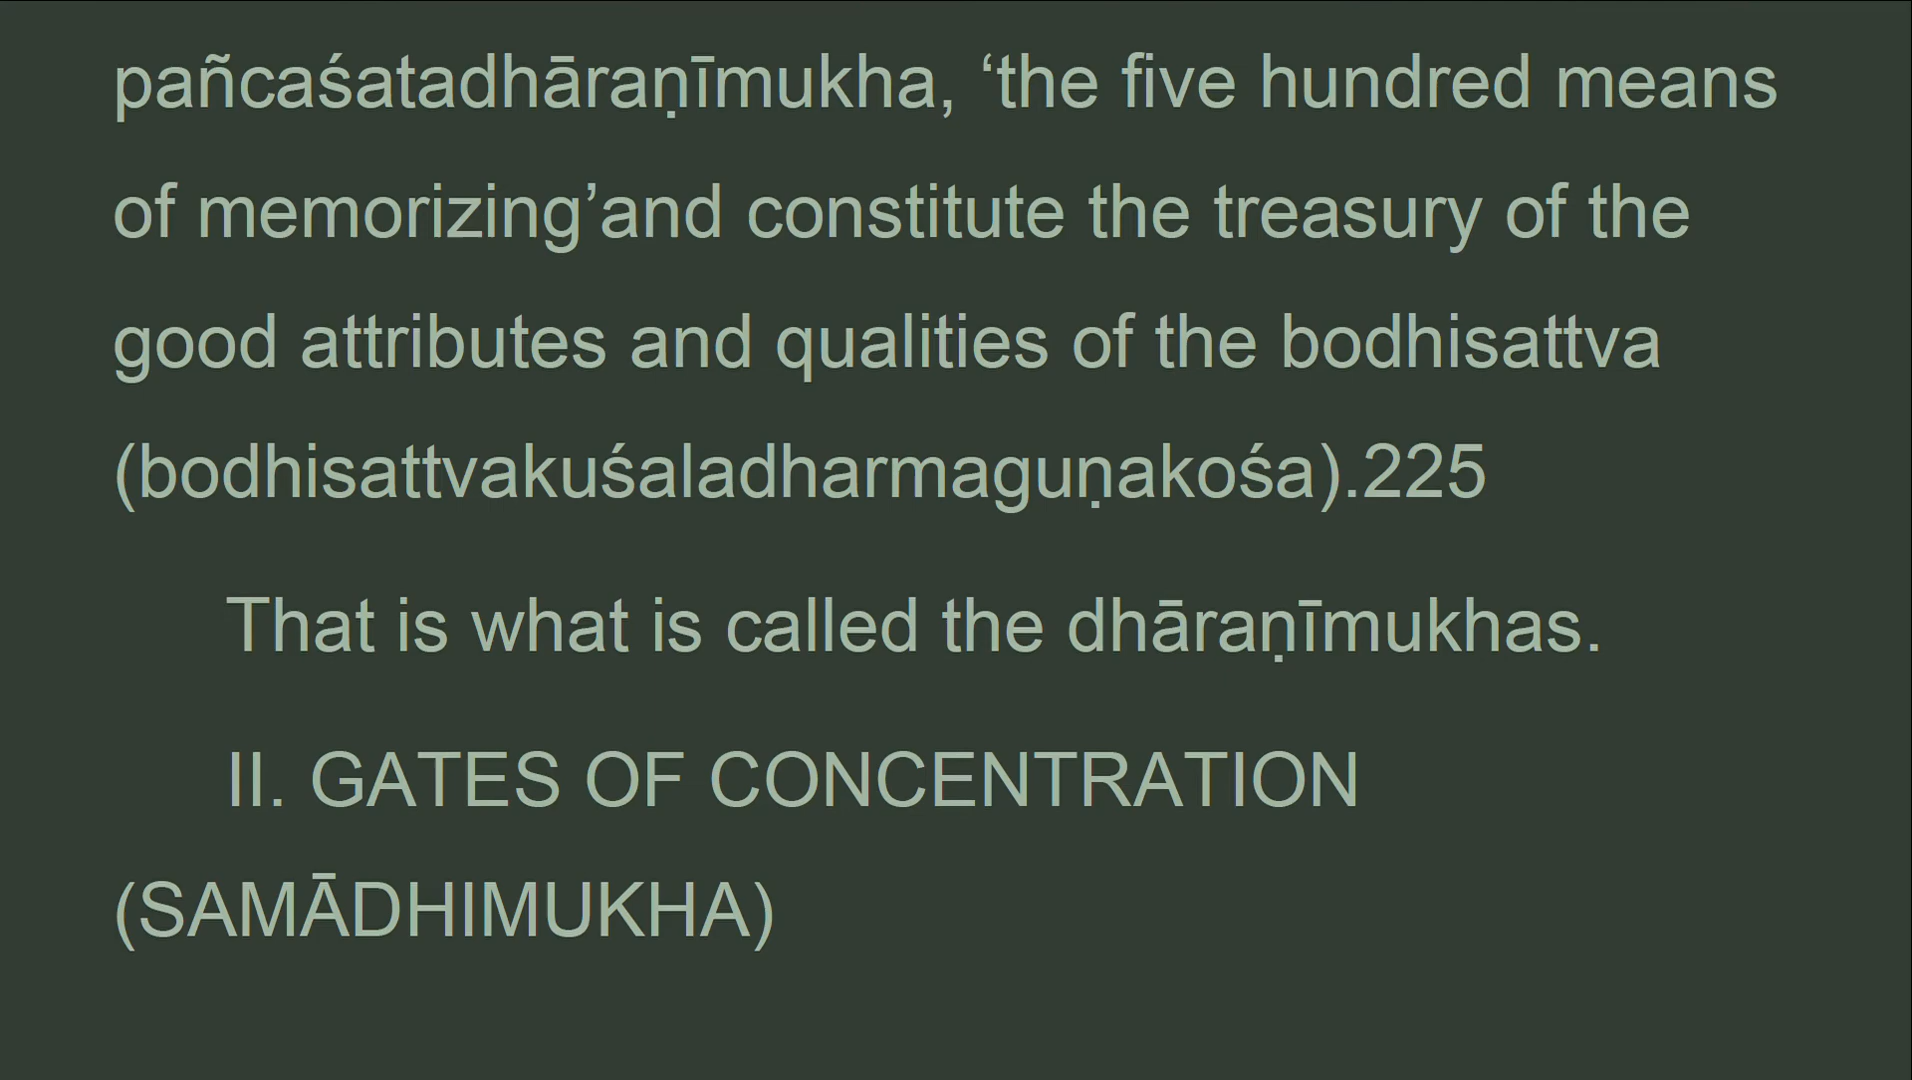 pañcaśatadhāraṇīmukha, ‘the five hundred means
of memorizing’and constitute the treasury of the
good attributes and qualities of the bodhisattva
(bodhisattvakuśaladharmaguṇakośa).225
That is what is called the dhāraṇīmukhas.
II. GATES OF CONCENTRATION
(SAMĀDHIMUKHA)